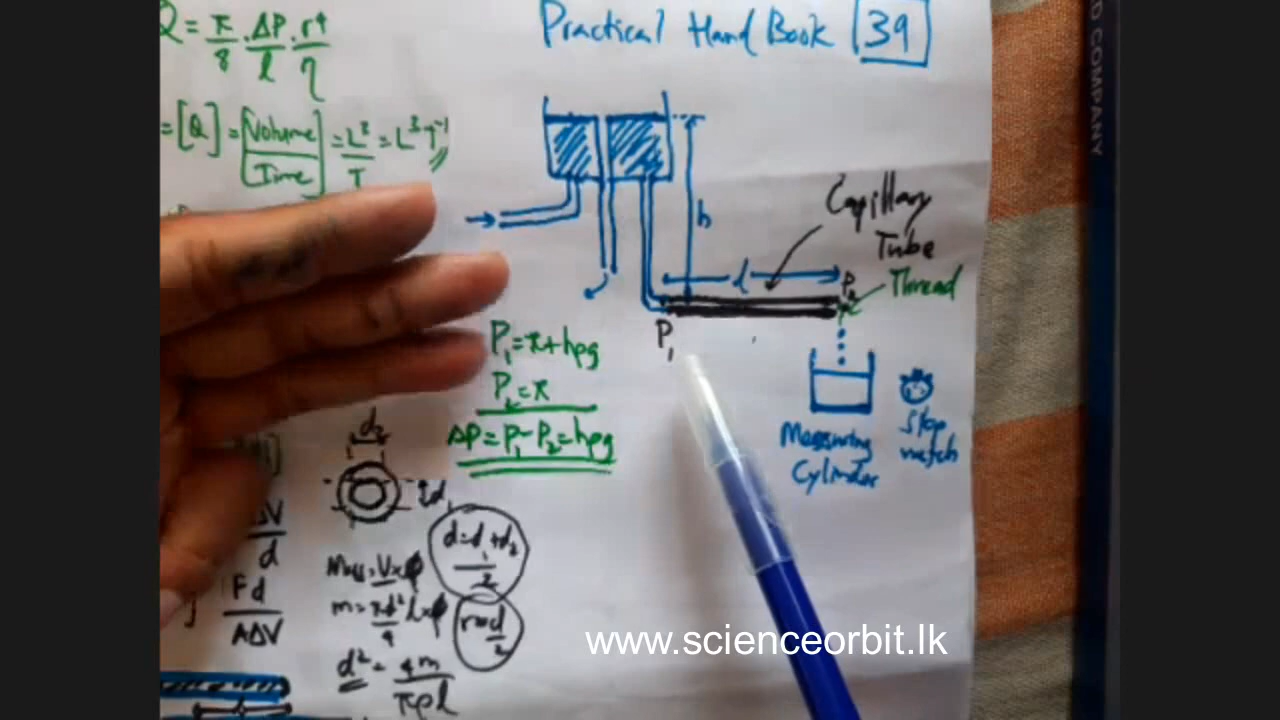 Q = π/8 . ΔP/l . r⁴/η
= [Q] = [Volume/Time] = L³/T = L³T⁻¹
Practical Hand Book 39
h
Capillary
Tube
l
P₂
Thread
P₁
P₁ = π + hρg
P₂ = π
ΔP = P₁ - P₂ = hρg
Measuring
Cylinder
Stop
watch
d₂
d₁
d = d₁ + d₂ / 2
Mass = V × ρ
m = πd²/4 l × ρ
r = d/2
d² = 4m/πρl
ΔV/d
Fd/AΔV
www.scienceorbit.lk
D COMPANY